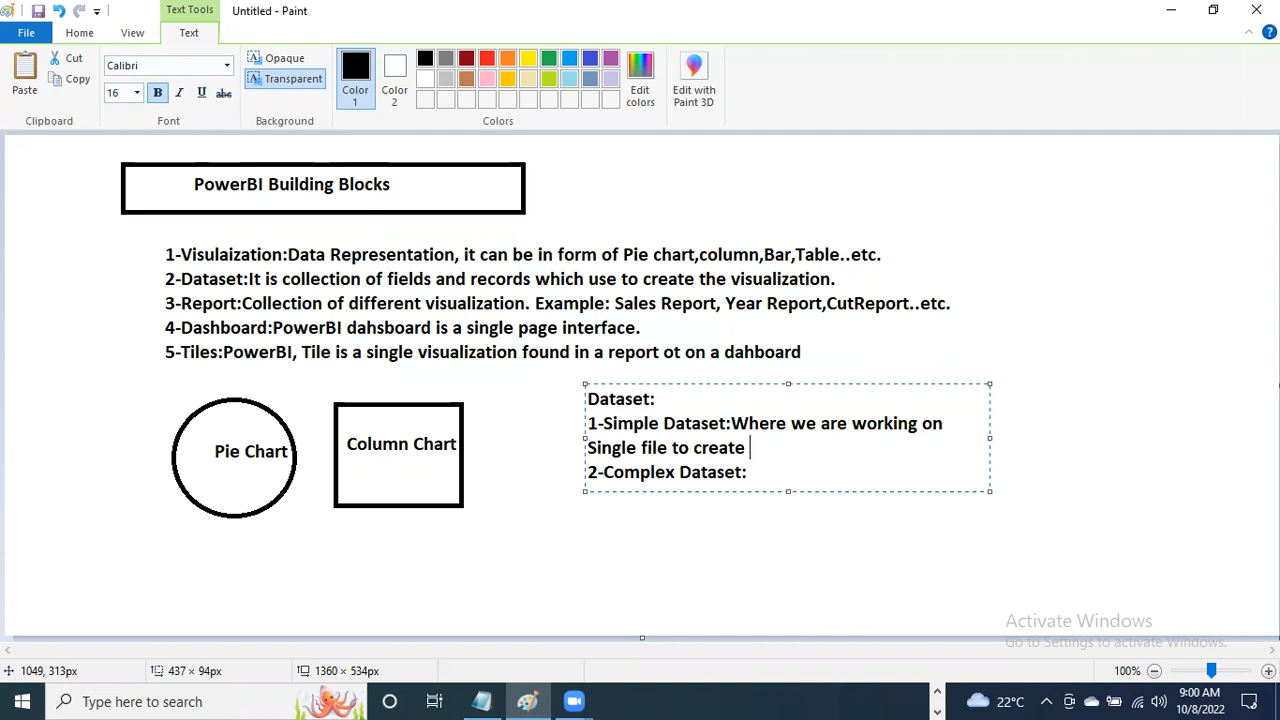 Text Tools
Untitled - Paint
File
Home
View
Text
Paste
Cut
Copy
Calibri
16
B
I
U
abc
Opaque
Transparent
Color 1
Color 2
Edit colors
Edit with Paint 3D
Clipboard
Font
Background
Colors
PowerBI Building Blocks
1-Visulaization:Data Representation, it can be in form of Pie chart,column,Bar,Table..etc.
2-Dataset:It is collection of fields and records which use to create the visualization.
3-Report:Collection of different visualization. Example: Sales Report, Year Report,CutReport..etc.
4-Dashboard:PowerBI dahsboard is a single page interface.
5-Tiles:PowerBI, Tile is a single visualization found in a report ot on a dahboard
Pie Chart
Column Chart
Dataset:
1-Simple Dataset:Where we are working on
Single file to create
2-Complex Dataset:
Activate Windows
Go to Settings to activate Windows.
1049, 313px
437 × 94px
1360 × 534px
100%
Type here to search
22°C
9:00 AM
10/8/2022